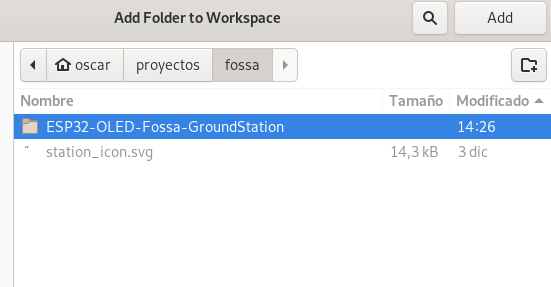 Add Folder to Workspace
Add
oscar
proyectos
fossa
Nombre Tamaño Modificado
ESP32-OLED-Fossa-GroundStation 14:26
station_icon.svg 14,3 kB 3 dic